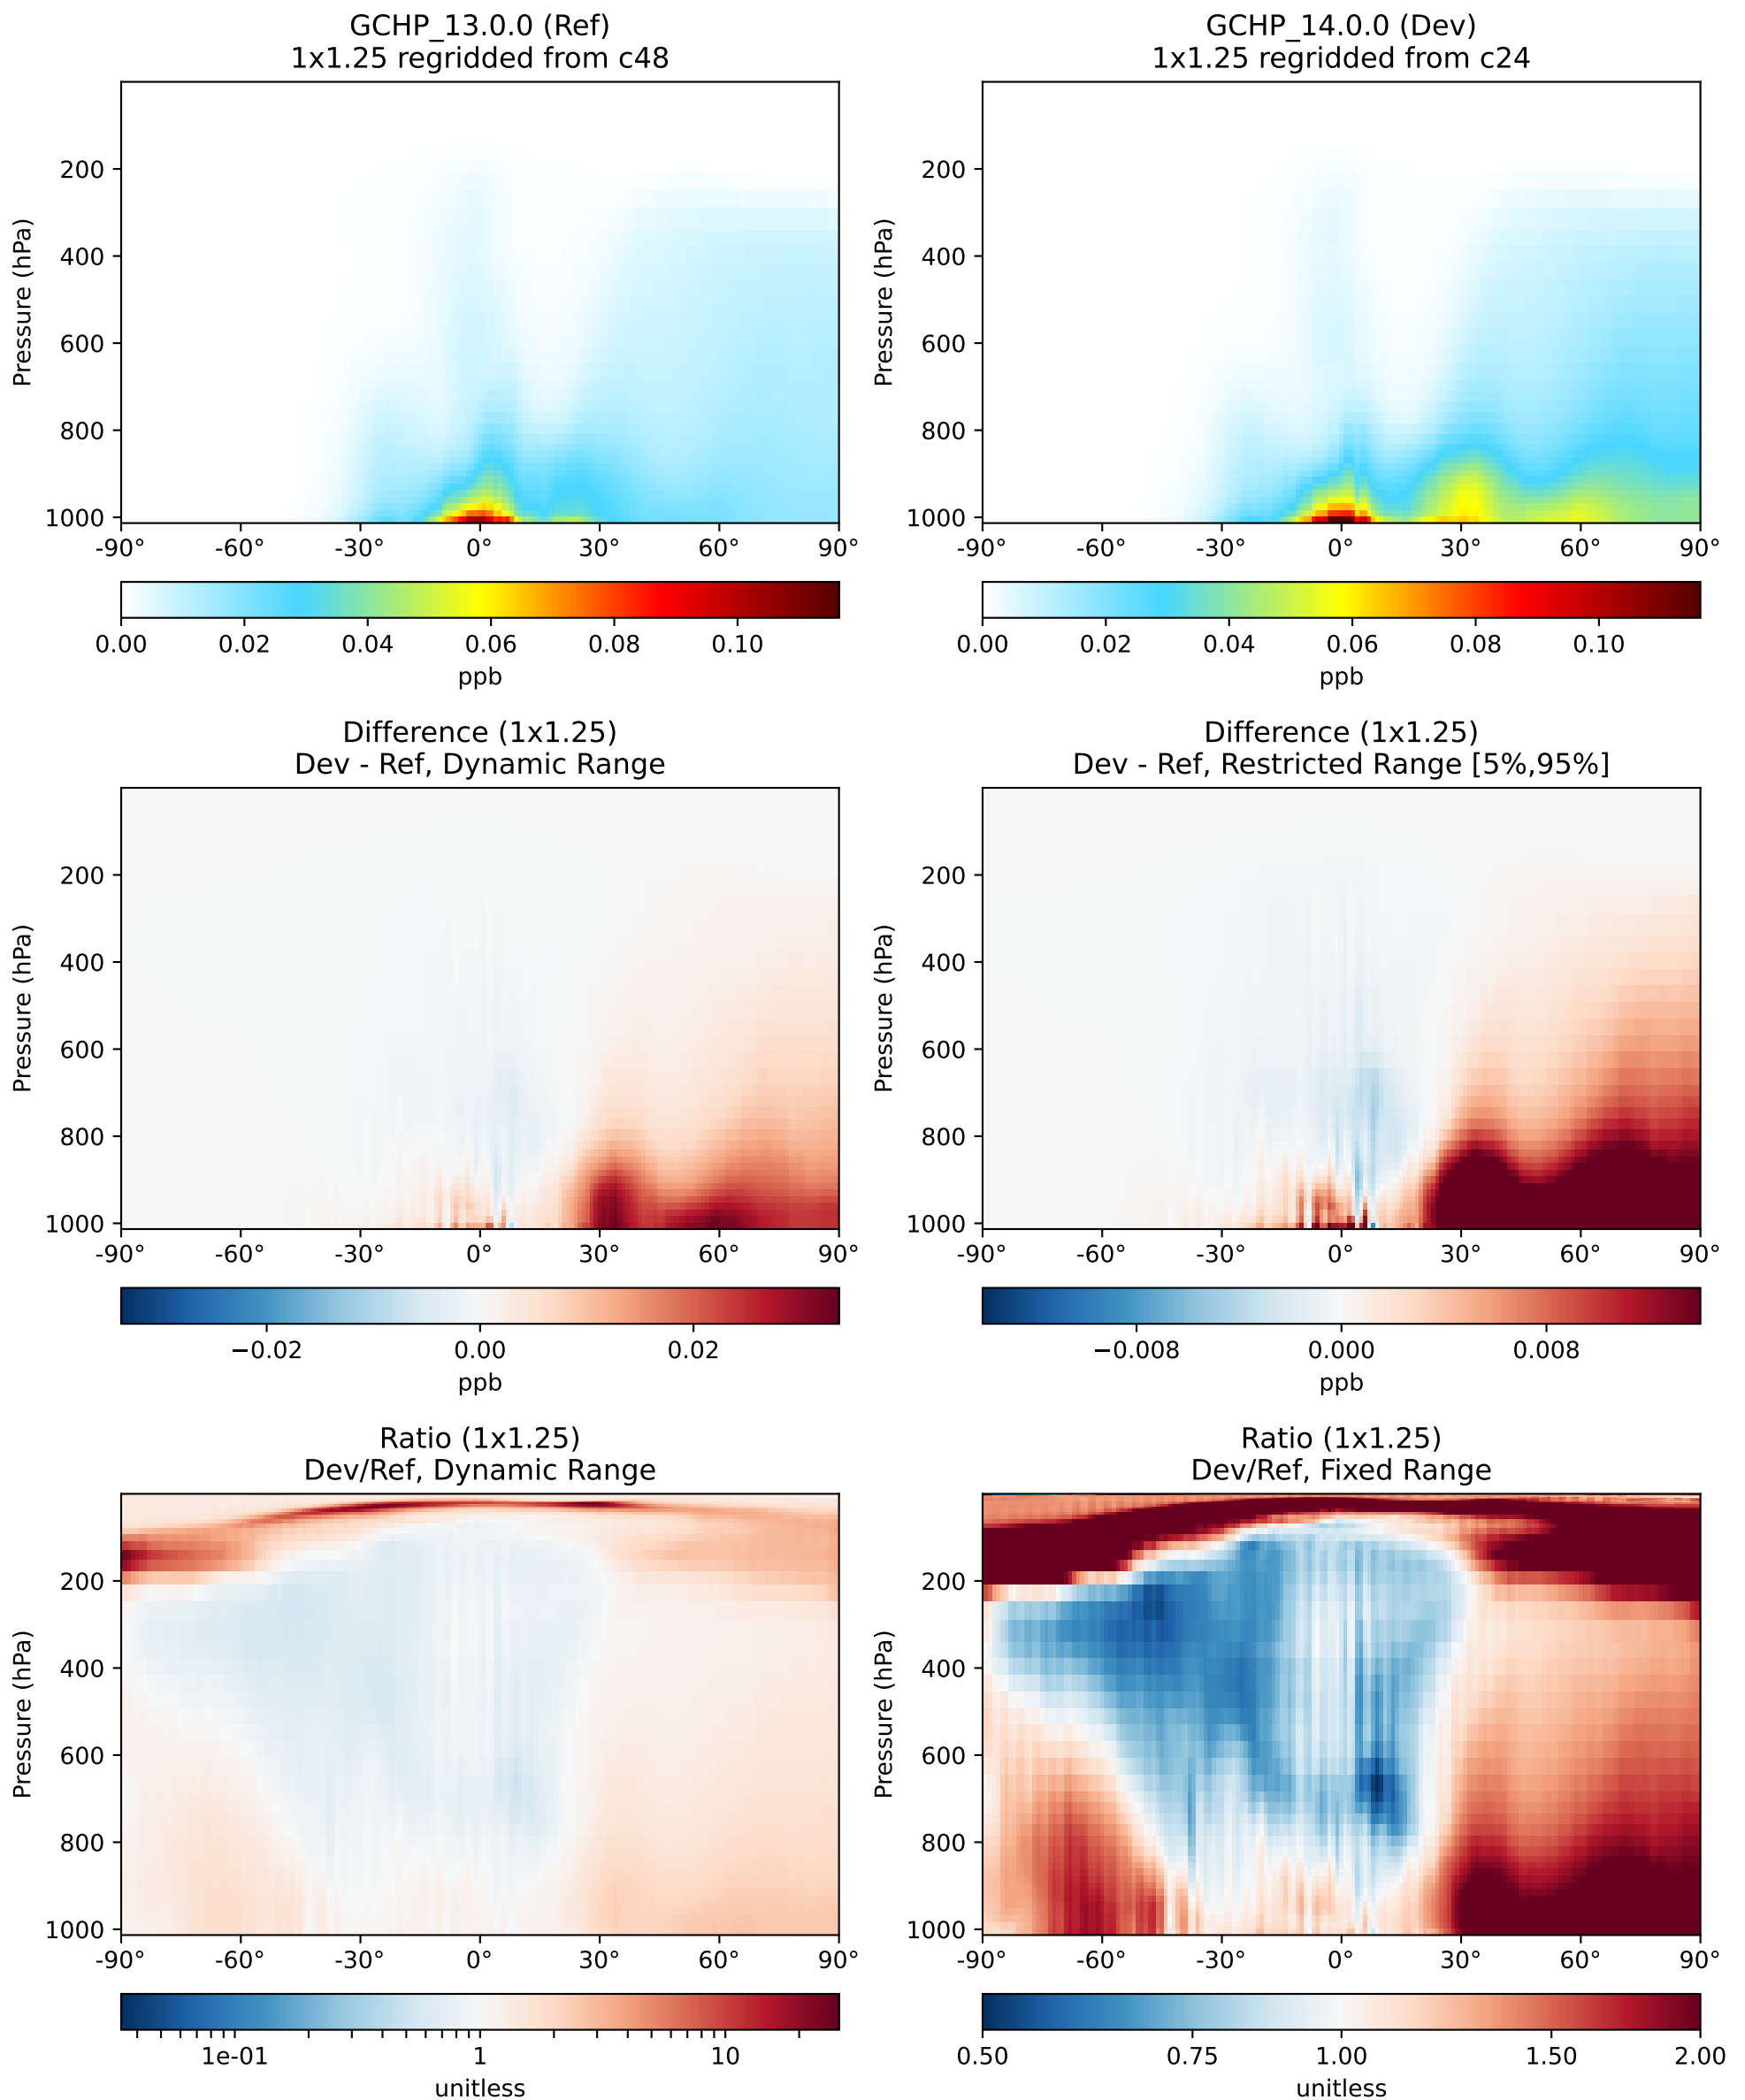 GCHP_13.0.0 (Ref)
1x1.25 regridded from c48
Pressure (hPa)
200
400
600
800
1000
-90° -60° -30° 0° 30° 60° 90°
0.00 0.02 0.04 0.06 0.08 0.10
ppb
GCHP_14.0.0 (Dev)
1x1.25 regridded from c24
Pressure (hPa)
200
400
600
800
1000
-90° -60° -30° 0° 30° 60° 90°
0.00 0.02 0.04 0.06 0.08 0.10
ppb
Difference (1x1.25)
Dev - Ref, Dynamic Range
Pressure (hPa)
200
400
600
800
1000
-90° -60° -30° 0° 30° 60° 90°
−0.02 0.00 0.02
ppb
Difference (1x1.25)
Dev - Ref, Restricted Range [5%,95%]
Pressure (hPa)
200
400
600
800
1000
-90° -60° -30° 0° 30° 60° 90°
−0.008 0.000 0.008
ppb
Ratio (1x1.25)
Dev/Ref, Dynamic Range
Pressure (hPa)
200
400
600
800
1000
-90° -60° -30° 0° 30° 60° 90°
1e-01 1 10
unitless
Ratio (1x1.25)
Dev/Ref, Fixed Range
Pressure (hPa)
200
400
600
800
1000
-90° -60° -30° 0° 30° 60° 90°
0.50 0.75 1.00 1.50 2.00
unitless